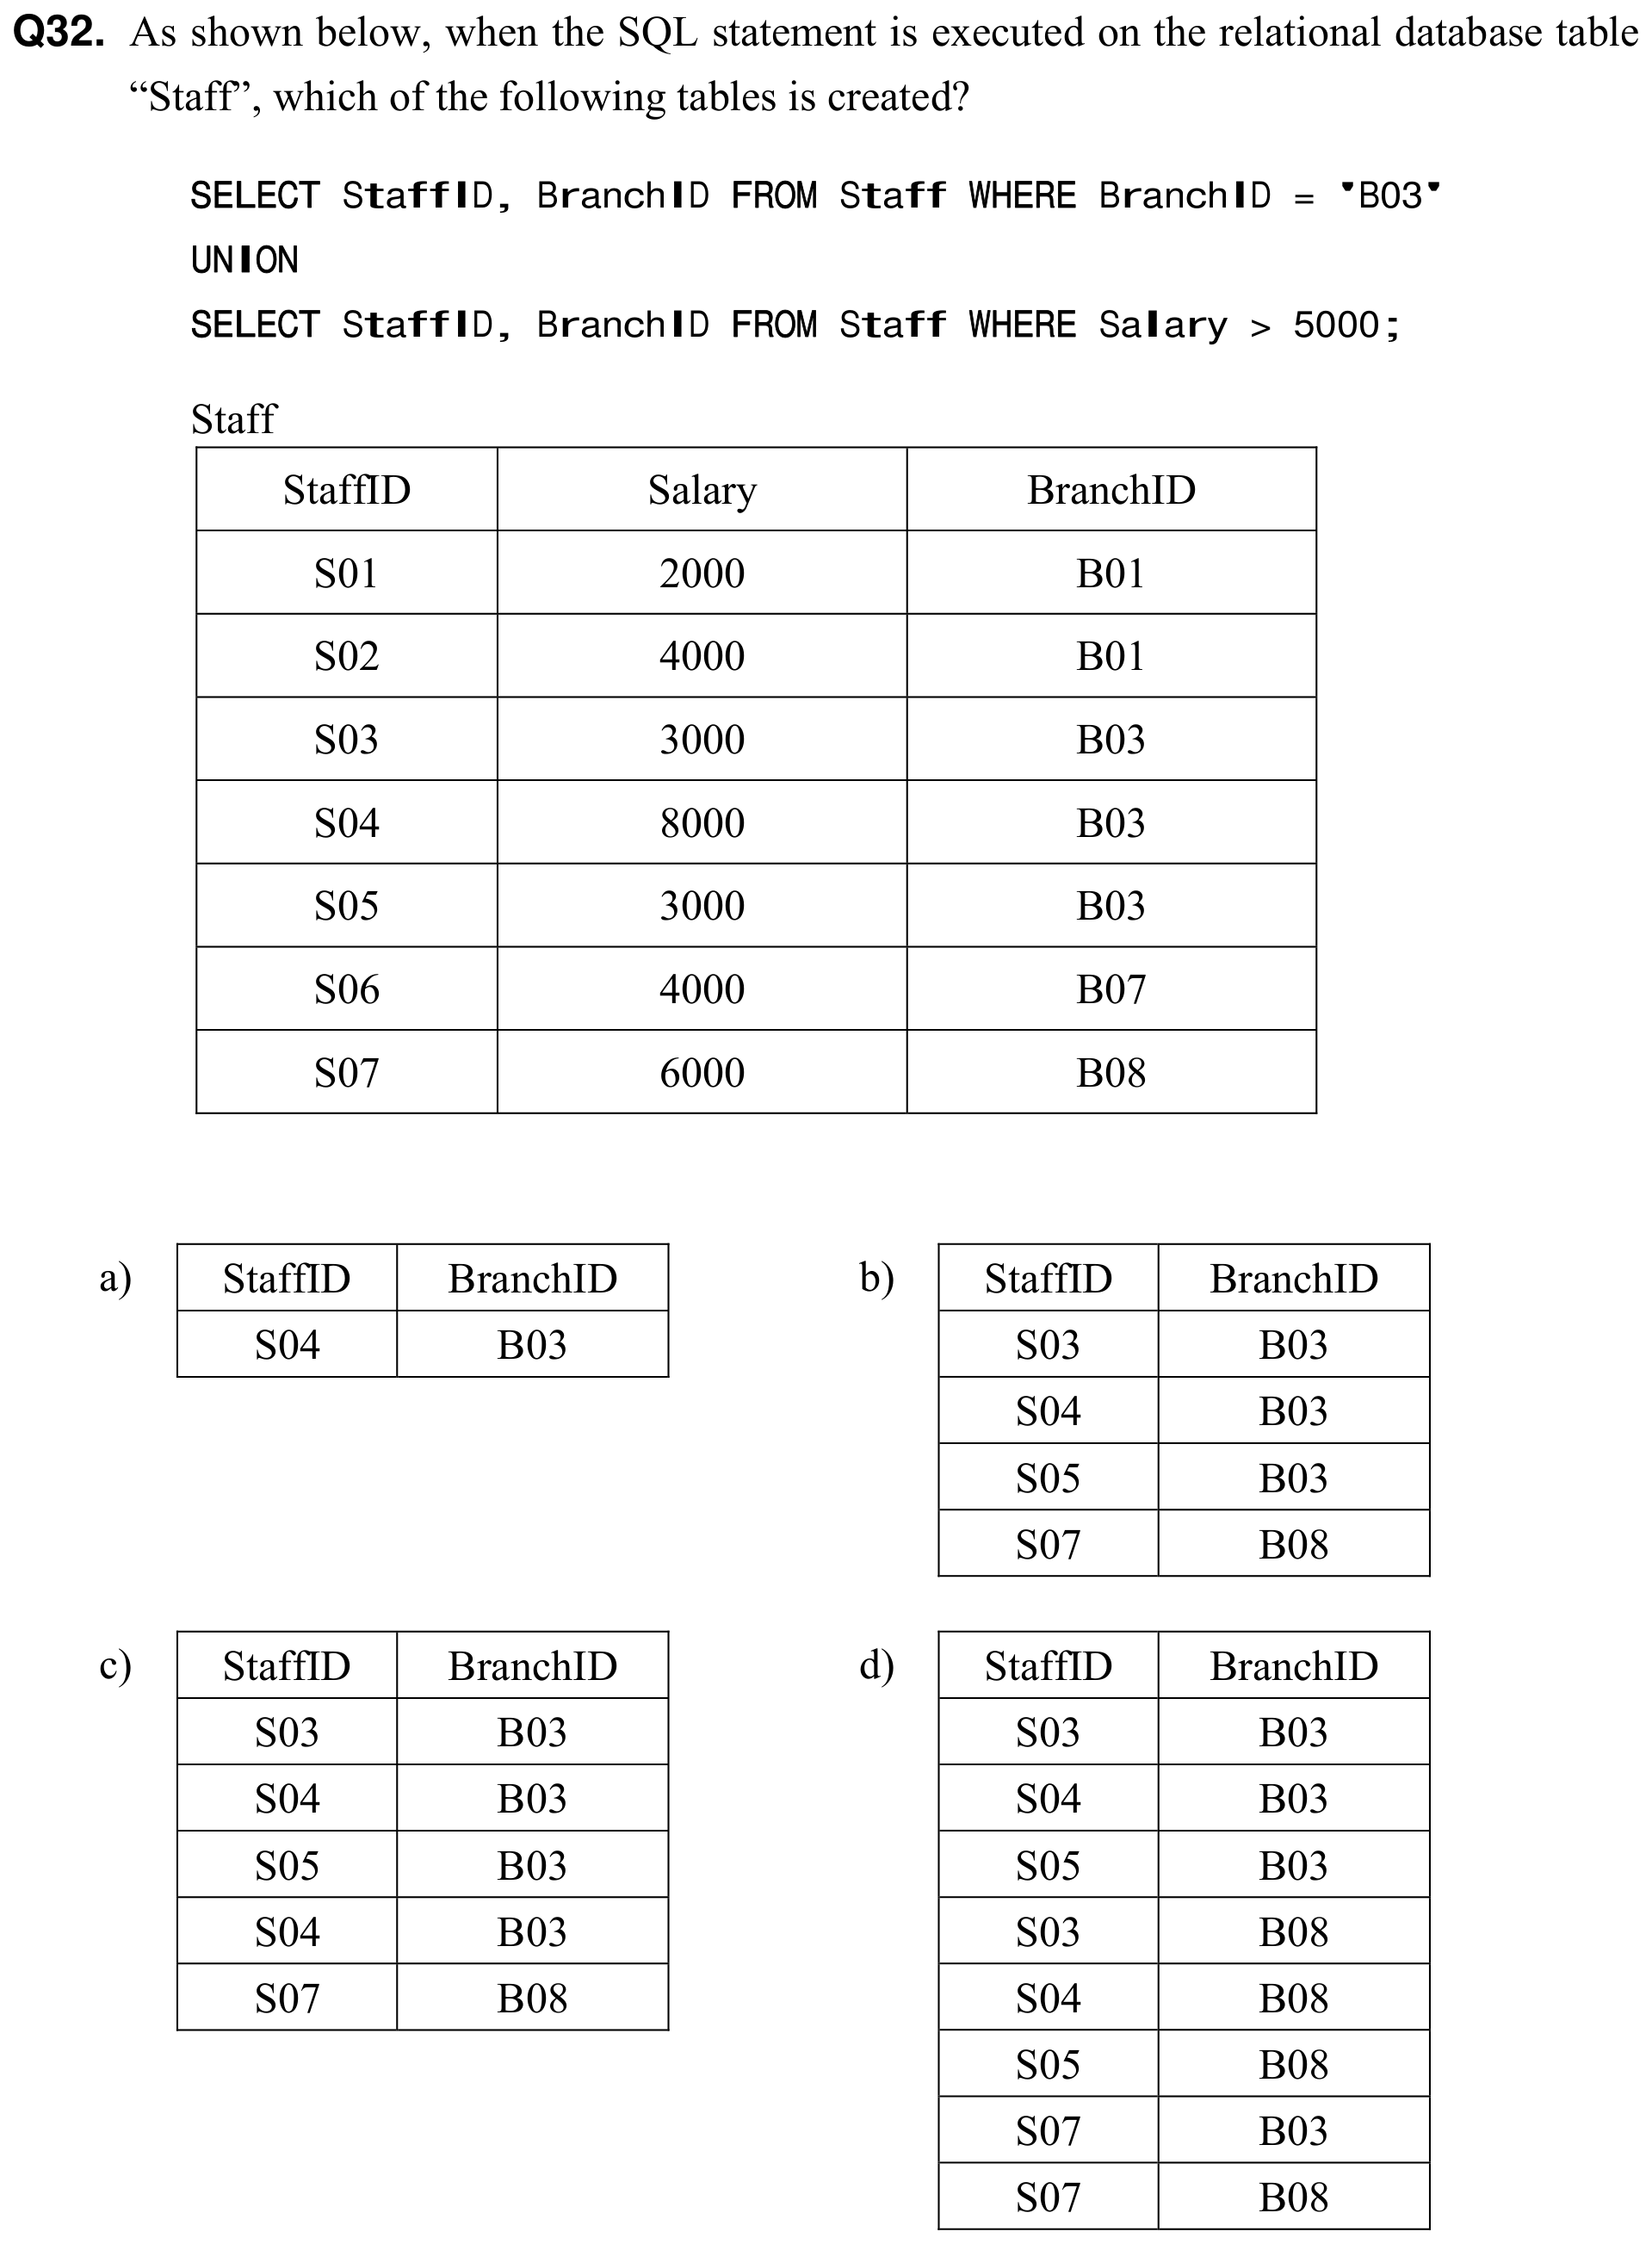 Q32. As shown below, when the SQL statement is executed on the relational database table
“Staff”, which of the following tables is created?
SELECT StaffID, BranchID FROM Staff WHERE BranchID = 'B03'
UNION
SELECT StaffID, BranchID FROM Staff WHERE Salary > 5000;
Staff
StaffID Salary BranchID
S01 2000 B01
S02 4000 B01
S03 3000 B03
S04 8000 B03
S05 3000 B03
S06 4000 B07
S07 6000 B08
a)
StaffID BranchID
S04 B03
b)
StaffID BranchID
S03 B03
S04 B03
S05 B03
S07 B08
c)
StaffID BranchID
S03 B03
S04 B03
S05 B03
S04 B03
S07 B08
d)
StaffID BranchID
S03 B03
S04 B03
S05 B03
S03 B08
S04 B08
S05 B08
S07 B03
S07 B08